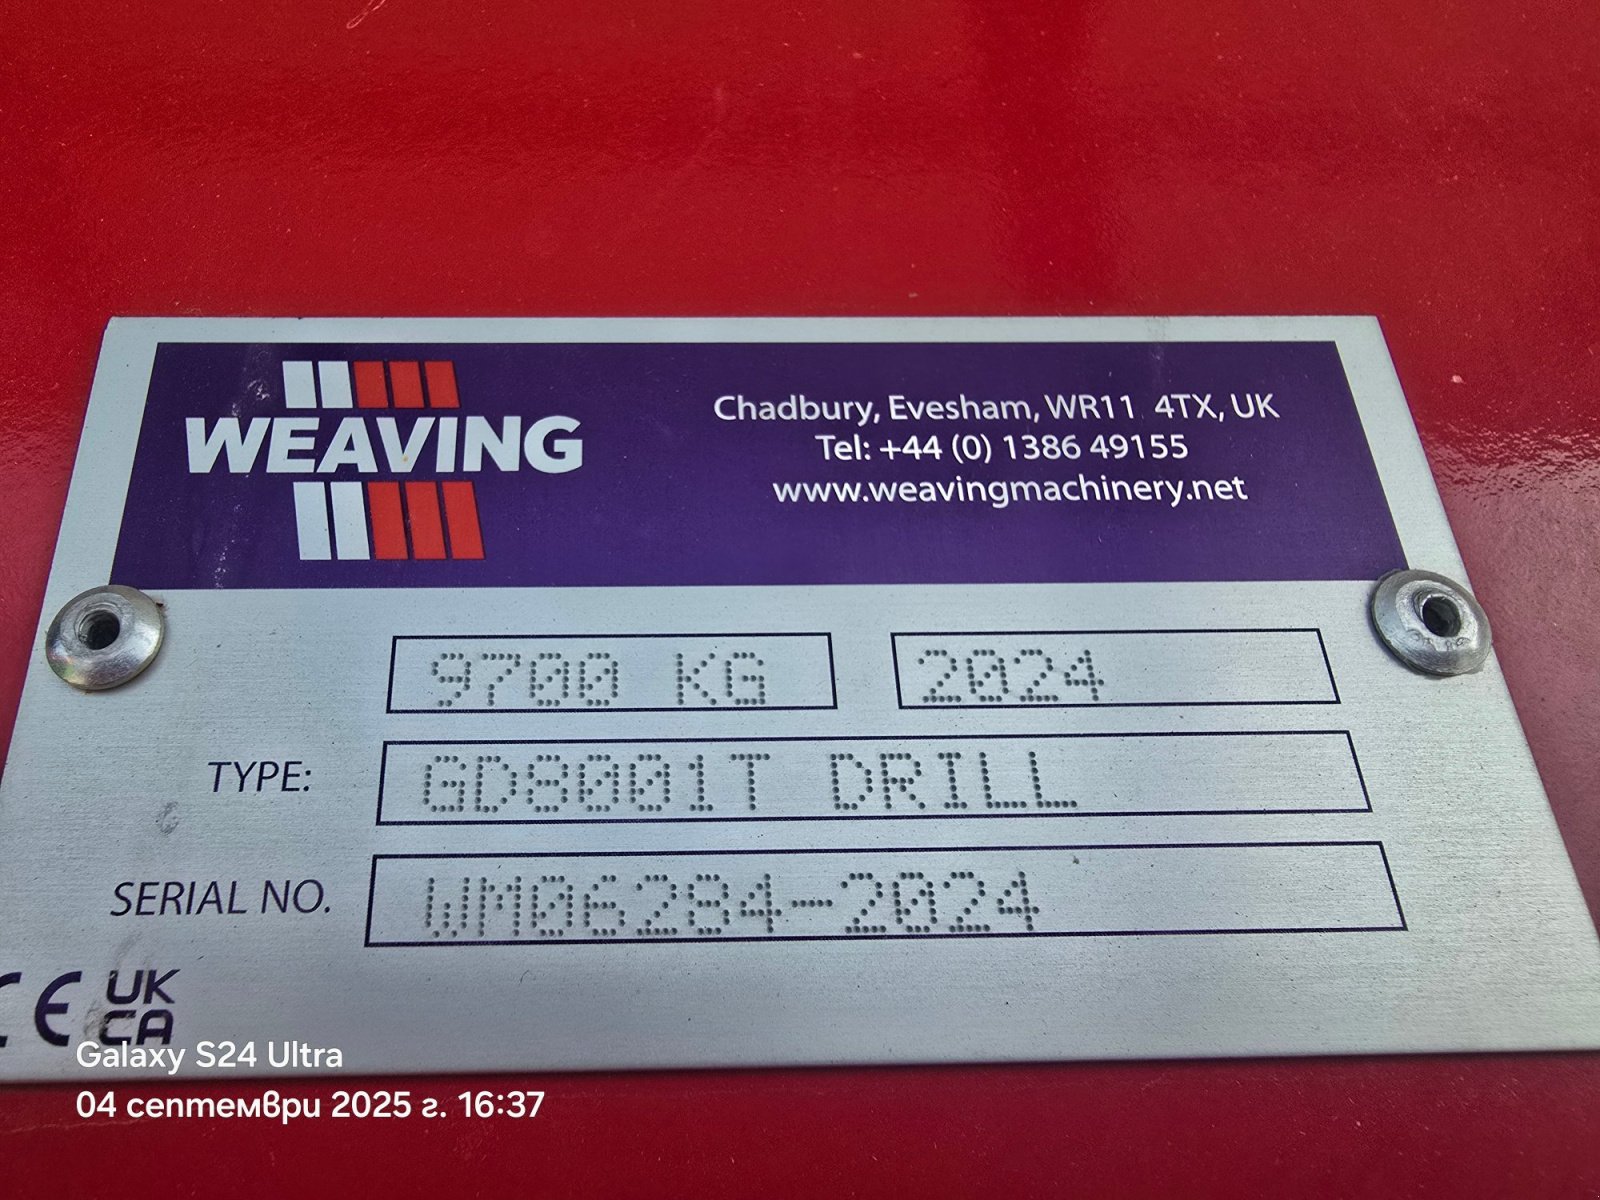 WEAVING
Chadbury, Evesham, WR11 4TX, UK
Tel: +44 (0) 1386 49155
www.weavingmachinery.net
9700 KG
2024
TYPE:
GD8001T DRILL
SERIAL NO.
WM06284-2024
CE
UK
CA
Galaxy S24 Ultra
04 септември 2025 г. 16:37